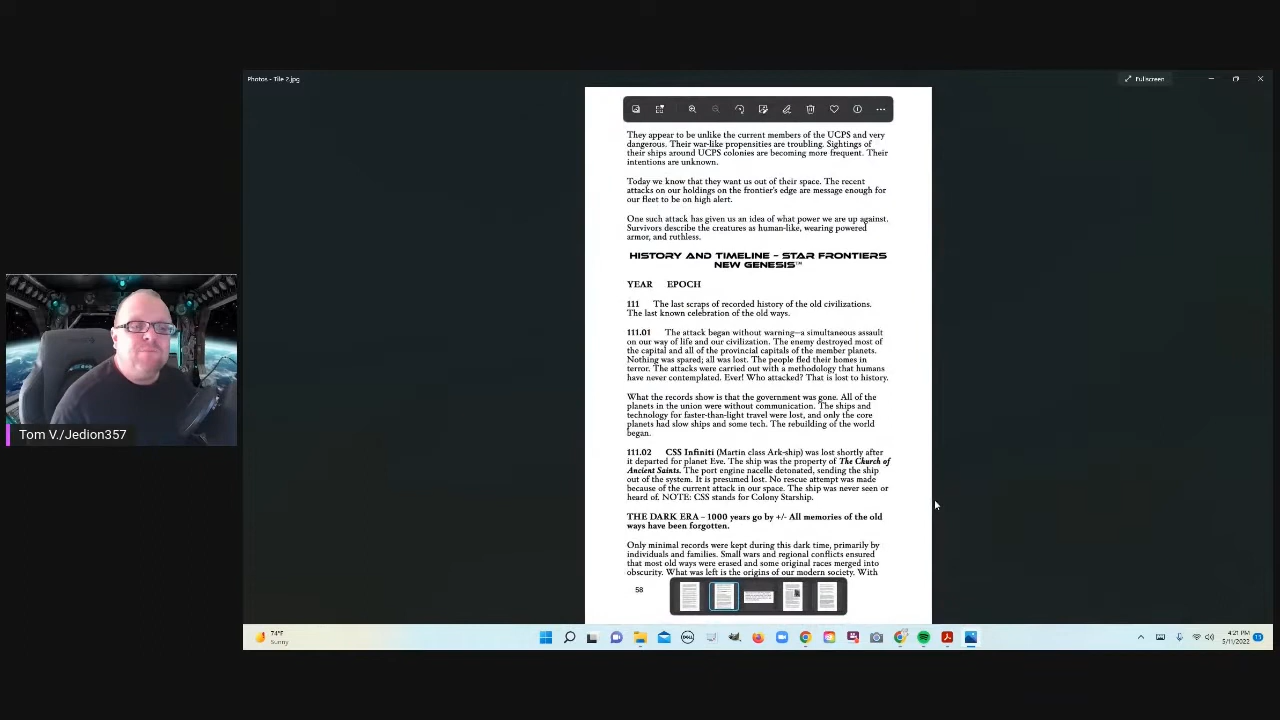 Photos - Tile 2.jpg
Full screen
They appear to be unlike the current members of the UCPS and very
dangerous. Their war-like propensities are troubling. Sightings of
their ships around UCPS colonies are becoming more frequent. Their
intentions are unknown.
Today we know that they want us out of their space. The recent
attacks on our holdings on the frontier's edge are message enough for
our fleet to be on high alert.
One such attack has given us an idea of what power we are up against.
Survivors describe the creatures as human-like, wearing powered
armor, and ruthless.
HISTORY AND TIMELINE – STAR FRONTIERS
NEW GENESIS™
YEAR EPOCH
111 The last scraps of recorded history of the old civilizations.
The last known celebration of the old ways.
111.01 The attack began without warning—a simultaneous assault
on our way of life and our civilization. The enemy destroyed most of
the capital and all of the provincial capitals of the member planets.
Nothing was spared; all was lost. The people fled their homes in
terror. The attacks were carried out with a methodology that humans
have never contemplated. Ever! Who attacked? That is lost to history.
What the records show is that the government was gone. All of the
planets in the union were without communication. The ships and
technology for faster-than-light travel were lost, and only the core
planets had slow ships and some tech. The rebuilding of the world
began.
111.02 CSS Infiniti (Martin class Ark-ship) was lost shortly after
it departed for planet Eve. The ship was the property of The Church of
Ancient Saints. The port engine nacelle detonated, sending the ship
out of the system. It is presumed lost. No rescue attempt was made
because of the current attack in our space. The ship was never seen or
heard of. NOTE: CSS stands for Colony Starship.
THE DARK ERA – 1000 years go by +/- All memories of the old
ways have been forgotten.
Only minimal records were kept during this dark time, primarily by
individuals and families. Small wars and regional conflicts ensured
that most old ways were erased and some original races merged into
obscurity. What was left is the origins of our modern society. With
58
Tom V./Jedion357
74°F
Sunny
DELL
4:21 PM
5/11/2022